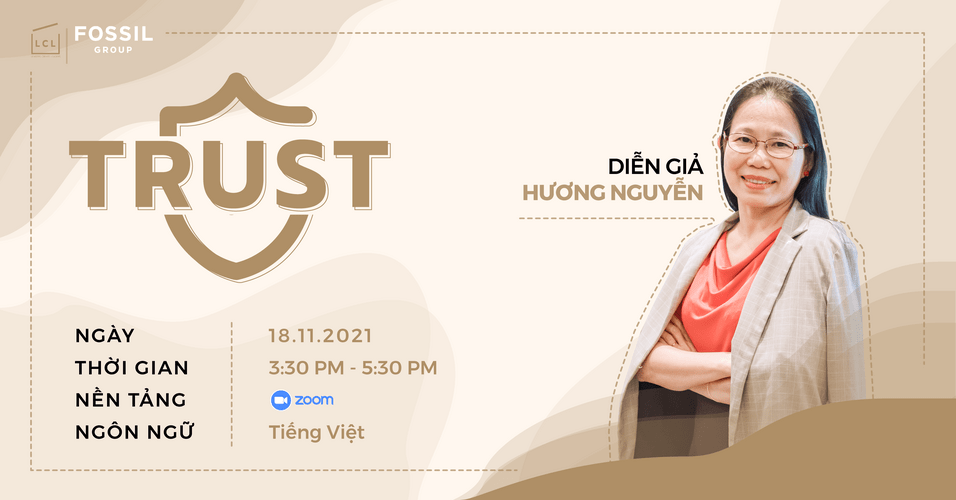 LCL
FOSSIL
GROUP
TRUST
DIỄN GIẢ
HƯƠNG NGUYỄN
NGÀY 18.11.2021
THỜI GIAN 3:30 PM - 5:30 PM
NỀN TẢNG zoom
NGÔN NGỮ Tiếng Việt